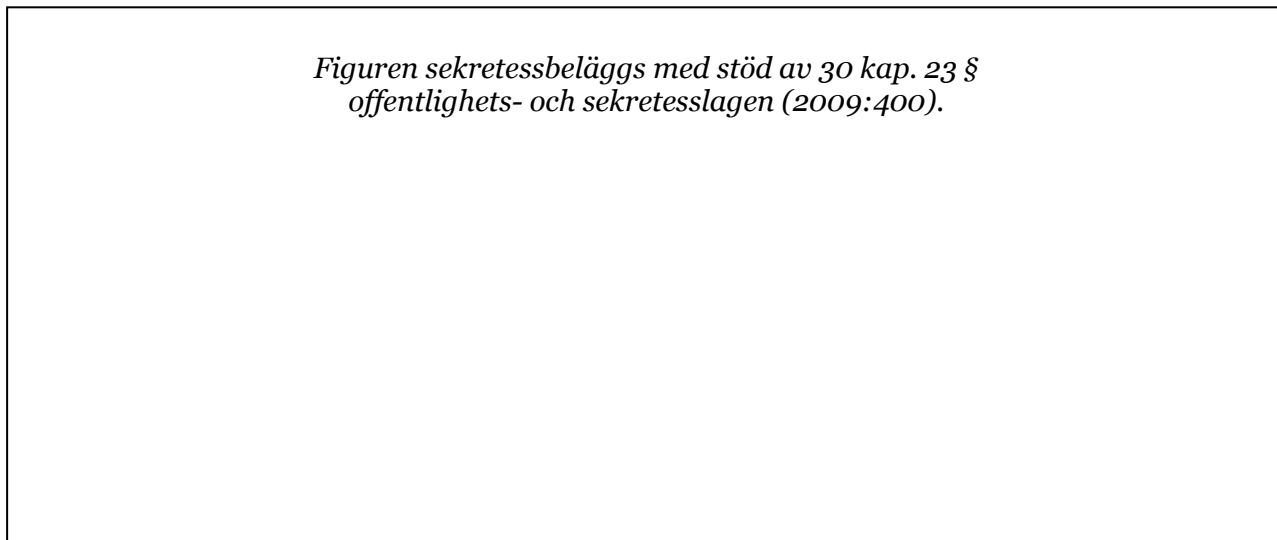 Figuren sekretessbeläggs med stöd av 30 kap. 23 §
offentlighets- och sekretesslagen (2009:400).